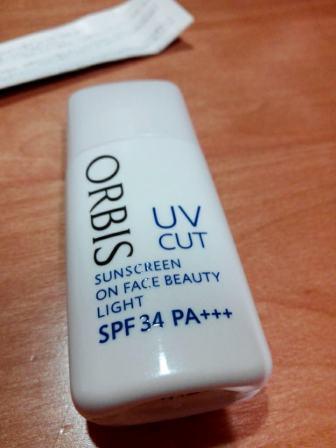 ORBIS
UV
CUT
SUNSCREEN
ON FACE BEAUTY
LIGHT
SPF 34 PA+++